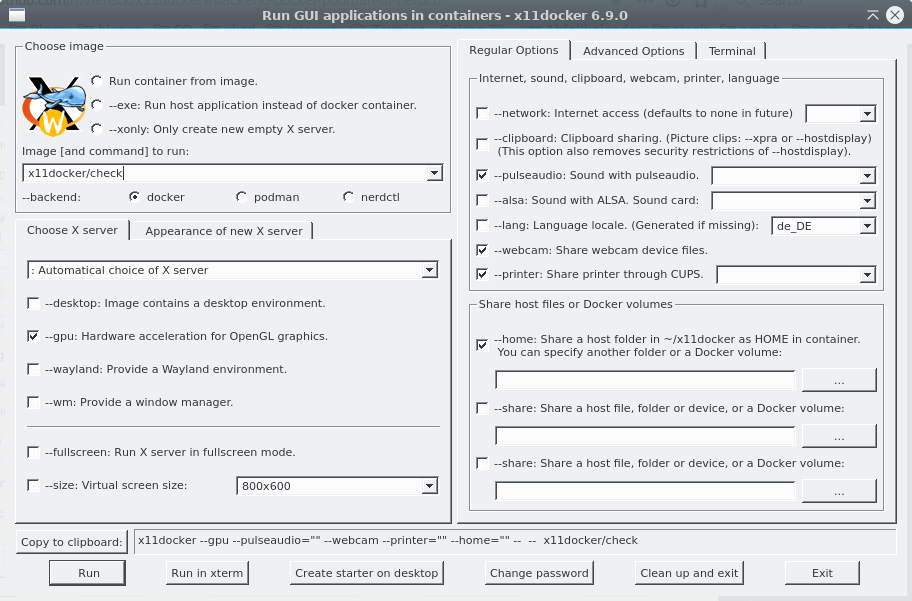 Run GUI applications in containers - x11docker 6.9.0
Choose image
Run container from image.
--exe: Run host application instead of docker container.
--xonly: Only create new empty X server.
Image [and command] to run:
x11docker/check
--backend: docker podman nerdctl
Choose X server Appearance of new X server
: Automatical choice of X server
--desktop: Image contains a desktop environment.
--gpu: Hardware acceleration for OpenGL graphics.
--wayland: Provide a Wayland environment.
--wm: Provide a window manager.
--fullscreen: Run X server in fullscreen mode.
--size: Virtual screen size: 800x600
Regular Options Advanced Options Terminal
Internet, sound, clipboard, webcam, printer, language
--network: Internet access (defaults to none in future)
--clipboard: Clipboard sharing. (Picture clips: --xpra or --hostdisplay)
(This option also removes security restrictions of --hostdisplay).
--pulseaudio: Sound with pulseaudio.
--alsa: Sound with ALSA. Sound card:
--lang: Language locale. (Generated if missing): de_DE
--webcam: Share webcam device files.
--printer: Share printer through CUPS.
Share host files or Docker volumes
--home: Share a host folder in ~/x11docker as HOME in container.
You can specify another folder or a Docker volume:
...
--share: Share a host file, folder or device, or a Docker volume:
...
--share: Share a host file, folder or device, or a Docker volume:
...
Copy to clipboard: x11docker --gpu --pulseaudio="" --webcam --printer="" --home="" -- -- x11docker/check
Run Run in xterm Create starter on desktop Change password Clean up and exit Exit